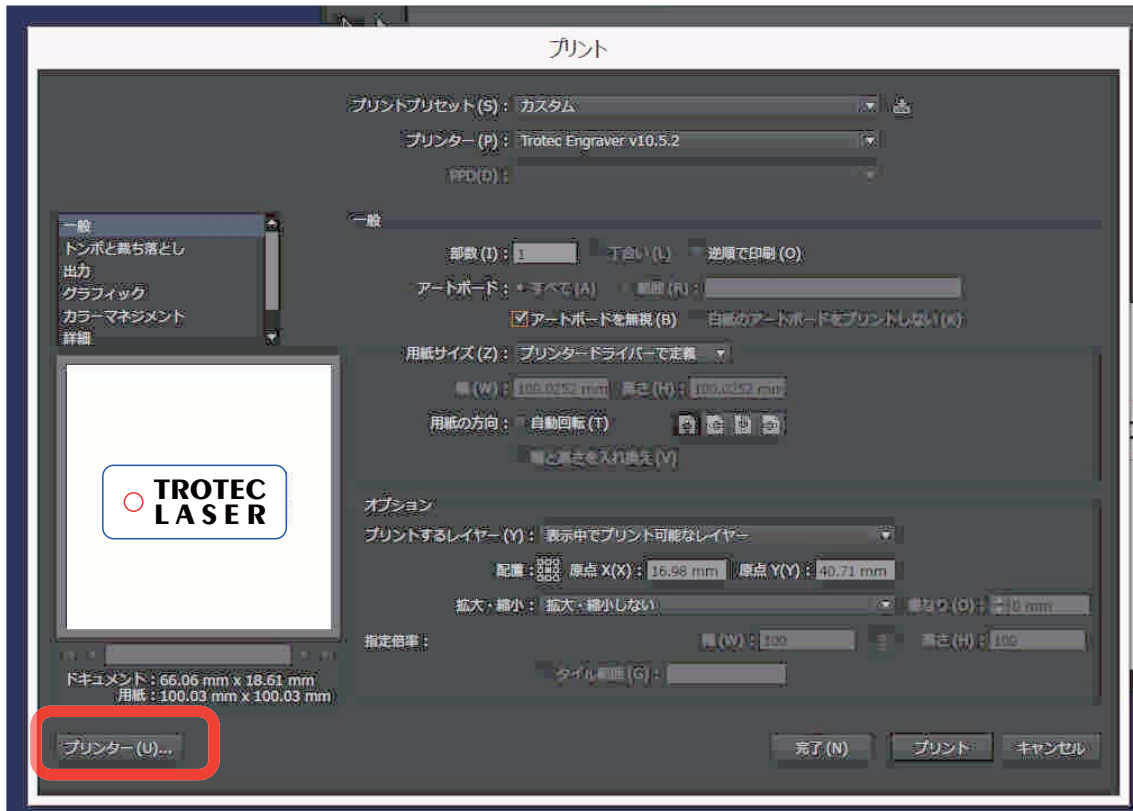 プリント
プリントプリセット(S)： カスタム
プリンター(P)： Trotec Engraver v10.5.2
PPD(D)：
一般
トンボと裁ち落とし
出力
グラフィック
カラーマネジメント
詳細
一般
部数(I)： 1 丁合い(L) 逆順で印刷(O)
アートボード： すべて(A) 範囲(R)：
アートボードを無視(B) 白紙のアートボードをプリントしない(K)
用紙サイズ(Z)： プリンタードライバーで定義
幅(W)： 100.0252 mm 高さ(H)： 100.0252 mm
用紙の方向： 自動回転(T)
幅と高さを入れ換え(V)
TROTEC
LASER
オプション
プリントするレイヤー(Y)： 表示中でプリント可能なレイヤー
配置： 原点 X(X)： 16.98 mm 原点 Y(Y)： 40.71 mm
拡大・縮小： 拡大・縮小しない 重なり(O)： 0 mm
指定倍率： 幅(W)： 100 高さ(H)： 100
タイル範囲(G)：
ドキュメント：66.06 mm x 18.61 mm
用紙：100.03 mm x 100.03 mm
プリンター(U)... 完了(N) プリント キャンセル